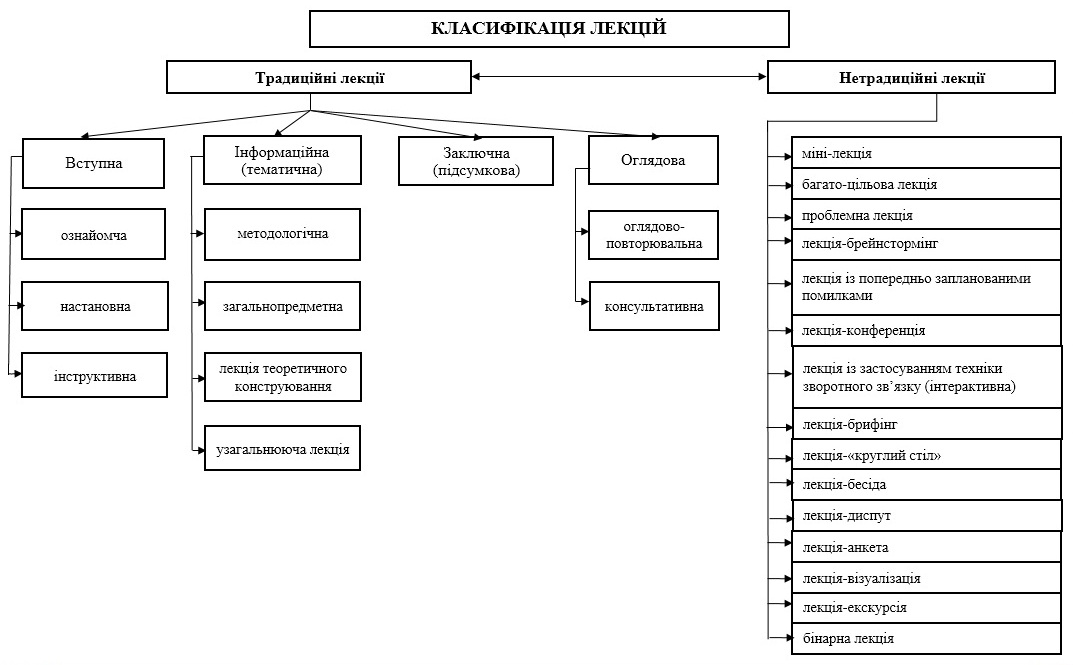 КЛАСИФІКАЦІЯ ЛЕКЦІЙ
Традиційні лекції
Нетрадиційні лекції
Вступна
ознайомча
настановна
інструктивна
Інформаційна
(тематична)
методологічна
загальнопредметна
лекція теоретичного
конструювання
узагальнююча лекція
Заключна
(підсумкова)
Оглядова
оглядово-
повторювальна
консультативна
міні-лекція
багато-цільова лекція
проблемна лекція
лекція-брейнстормінг
лекція із попередньо запланованими
помилками
лекція-конференція
лекція із застосуванням техніки
зворотного зв’язку (інтерактивна)
лекція-брифінг
лекція-«круглий стіл»
лекція-бесіда
лекція-диспут
лекція-анкета
лекція-візуалізація
лекція-екскурсія
бінарна лекція